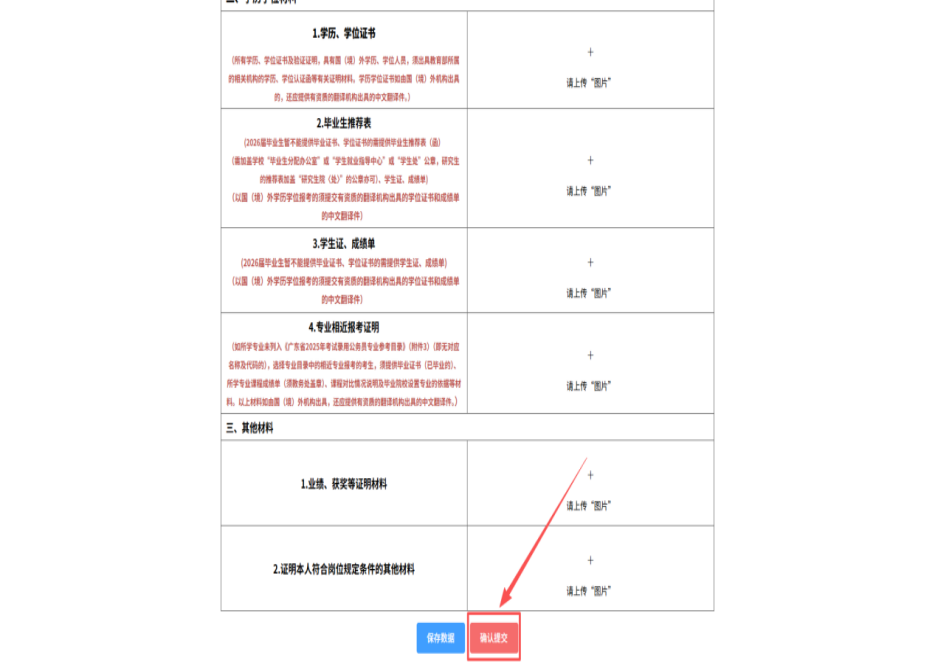 1.学历、学位证书
（所有学历、学位证书及验证证明，具有国（境）外学历、学位人员，须出具教育部所属
的相关机构的学历、学位认证函等有关证明材料。学历学位证书如由国（境）外机构出具
的，还应提供有资质的翻译机构出具的中文翻译件。）
+
请上传“图片”
2.毕业生推荐表
(2026届毕业生暂不能提供毕业证书、学位证书的需提供毕业生推荐表（函）
（需加盖学校“毕业生分配办公室”或“学生就业指导中心”或“学生处”公章，研究生
的推荐表加盖“研究生院（处）”的公章亦可）、学生证、成绩单)
（以国（境）外学历学位报考的须提交有资质的翻译机构出具的学位证书和成绩单
的中文翻译件）
+
请上传“图片”
3.学生证、成绩单
(2026届毕业生暂不能提供毕业证书、学位证书的需提供学生证、成绩单)
（以国（境）外学历学位报考的须提交有资质的翻译机构出具的学位证书和成绩单
的中文翻译件）
+
请上传“图片”
4.专业相近报考证明
（如所学专业未列入《广东省2025年考试录用公务员专业参考目录》（附件3）（即无对应
名称及代码的），选择专业目录中的相近专业报考的考生，须提供毕业证书（已毕业的）、
所学专业课程成绩单（须教务处盖章）、课程对比情况说明及毕业院校设置专业的依据等材
料。以上材料如由国（境）外机构出具，还应提供有资质的翻译机构出具的中文翻译件。）
+
请上传“图片”
三、其他材料
1.业绩、获奖等证明材料
+
请上传“图片”
2.证明本人符合岗位规定条件的其他材料
+
请上传“图片”
保存数据
确认提交